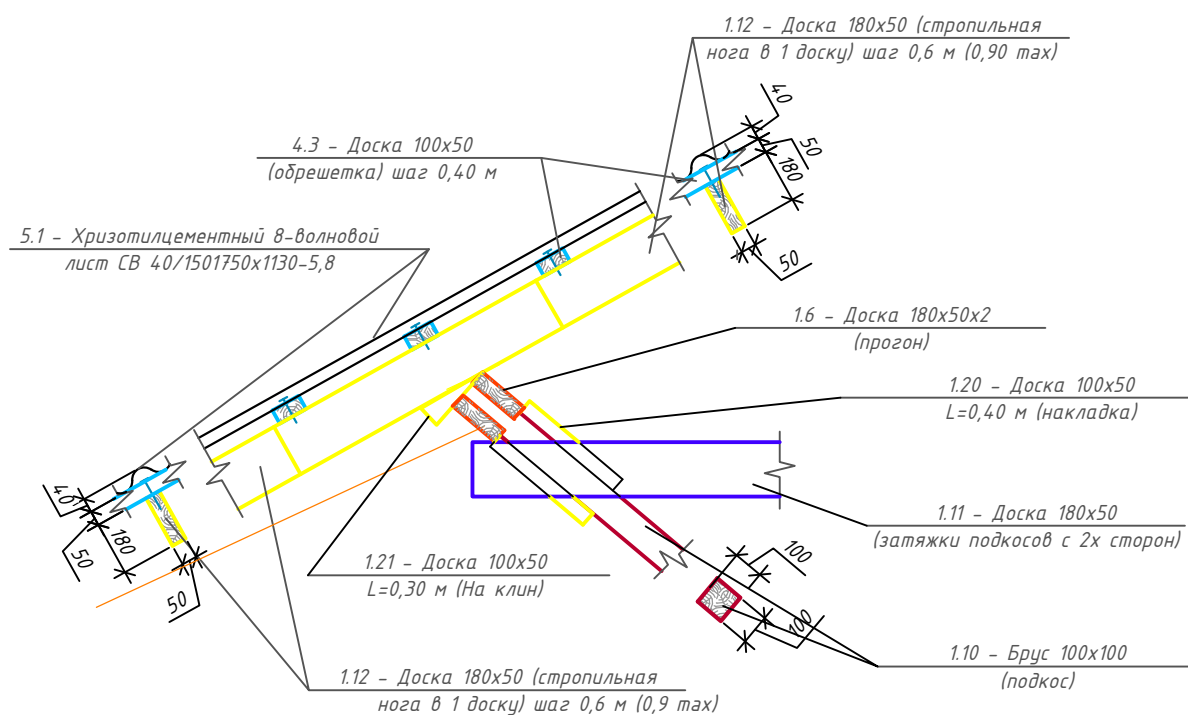 1.12 - Доска 180х50 (стропильная
нога в 1 доску) шаг 0,6 м (0,90 max)
40
50
180
50
4.3 - Доска 100х50
(обрешетка) шаг 0,40 м
5.1 - Хризотилцементный 8-волновой
лист СВ 40/1501750х1130-5,8
1.6 - Доска 180х50х2
(прогон)
1.20 - Доска 100х50
L=0,40 м (накладка)
1.11 - Доска 180х50
(затяжки подкосов с 2х сторон)
40
50
180
50
1.21 - Доска 100х50
L=0,30 м (На клин)
100
100
1.10 - Брус 100х100
(подкос)
1.12 - Доска 180х50 (стропильная
нога в 1 доску) шаг 0,6 м (0,9 max)